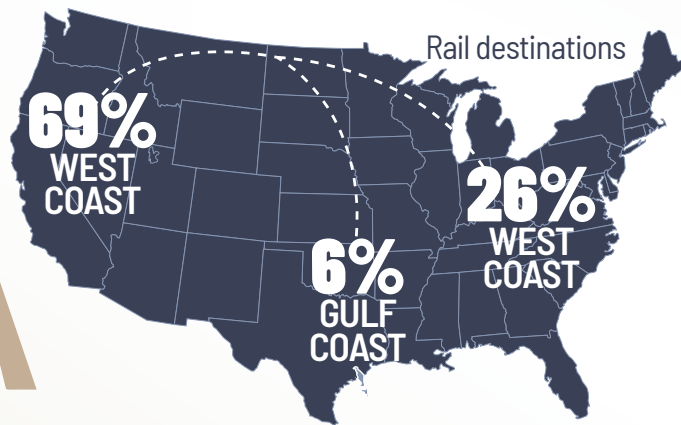 Rail destinations
69%
WEST
COAST
26%
WEST
COAST
6%
GULF
COAST